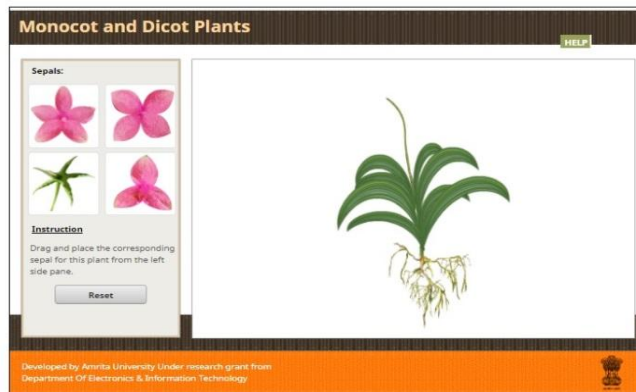 Monocot and Dicot Plants
HELP
Sepals:
Instruction
Drag and place the corresponding
sepal for this plant from the left
side pane.
Reset
Developed by Amrita University Under research grant from
Department Of Electronics & Information Technology